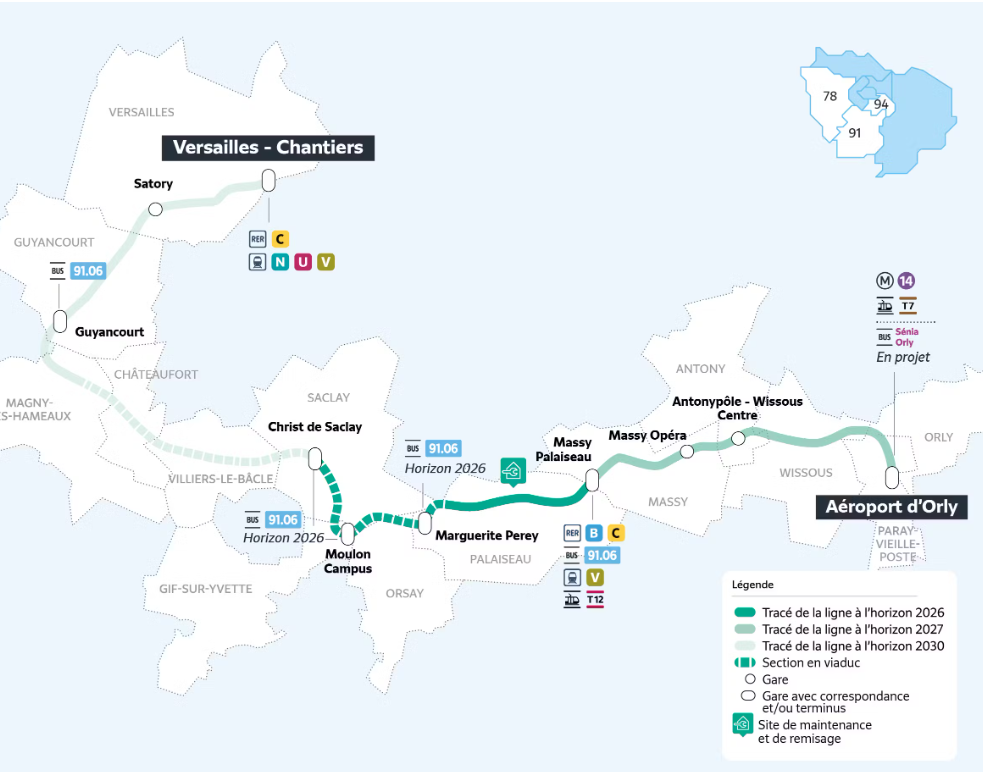 VERSAILLES
Versailles - Chantiers
Satory
RER C
N U V
GUYANCOURT
BUS 91.06
Guyancourt
CHÂTEAUFORT
MAGNY-
ES-HAMEAUX
SACLAY
Christ de Saclay
VILLIERS-LE-BÂCLE
BUS 91.06
Horizon 2026
Moulon
Campus
GIF-SUR-YVETTE
ORSAY
BUS 91.06
Horizon 2026
Marguerite Perey
PALAISEAU
Massy
Palaiseau
RER B C
BUS 91.06
V
T12
Massy Opéra
MASSY
ANTONY
Antonypôle - Wissous
Centre
WISSOUS
M 14
T7
BUS Sénia
Orly
En projet
ORLY
Aéroport d'Orly
PARAY-
VIEILLE-
POSTE
78
94
91
Légende
Tracé de la ligne à l'horizon 2026
Tracé de la ligne à l'horizon 2027
Tracé de la ligne à l'horizon 2030
Section en viaduc
Gare
Gare avec correspondance
et/ou terminus
Site de maintenance
et de remisage